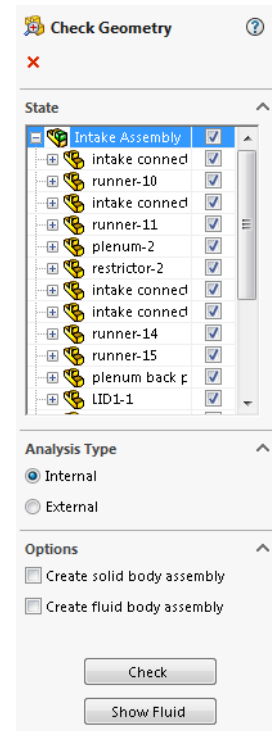 Check Geometry
State
Intake Assembly
intake connect
runner-10
intake connect
runner-11
plenum-2
restrictor-2
intake connect
intake connect
runner-14
runner-15
plenum back p
LID1-1
Analysis Type
Internal
External
Options
Create solid body assembly
Create fluid body assembly
Check
Show Fluid